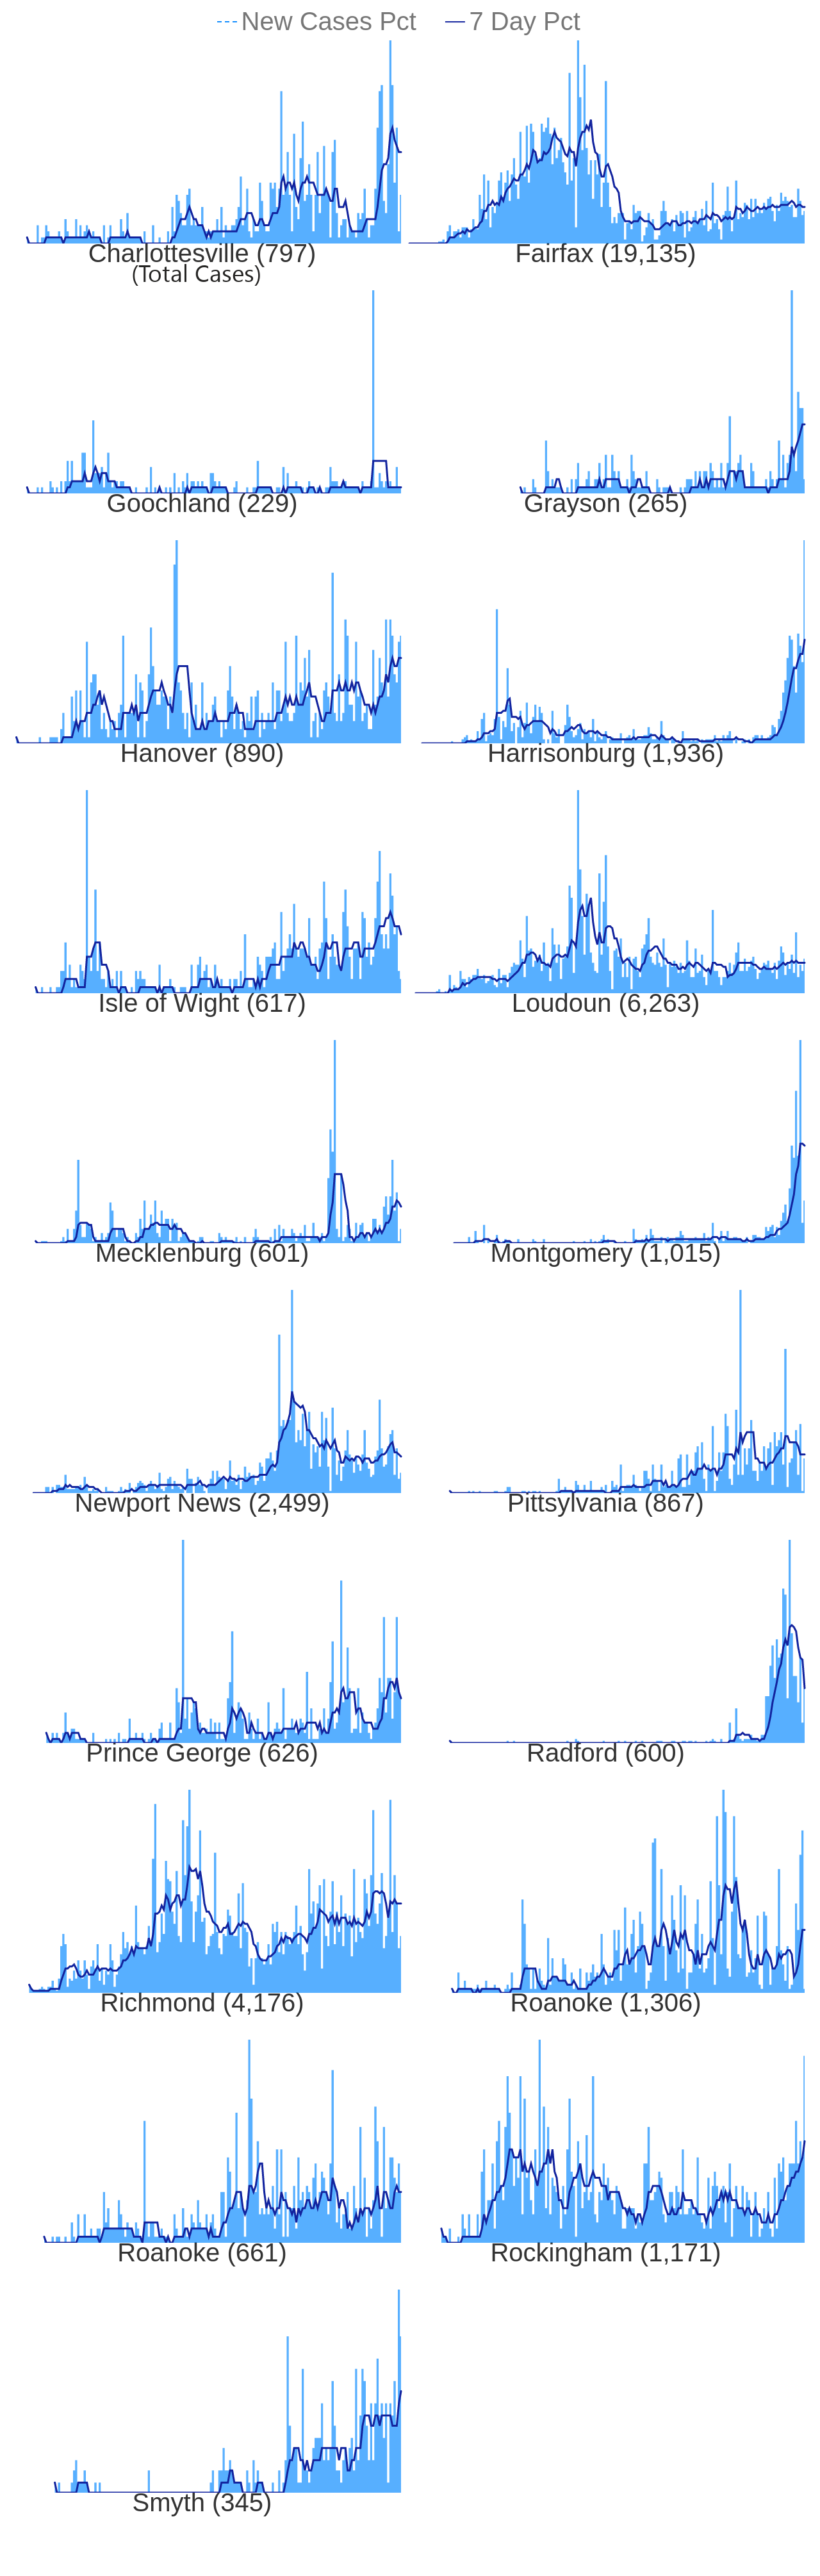 New Cases Pct 7 Day Pct
Charlottesville (797) Fairfax (19,135)
(Total Cases)
Goochland (229) Grayson (265)
Hanover (890) Harrisonburg (1,936)
Isle of Wight (617) Loudoun (6,263)
Mecklenburg (601) Montgomery (1,015)
Newport News (2,499) Pittsylvania (867)
Prince George (626) Radford (600)
Richmond (4,176) Roanoke (1,306)
Roanoke (661) Rockingham (1,171)
Smyth (345)